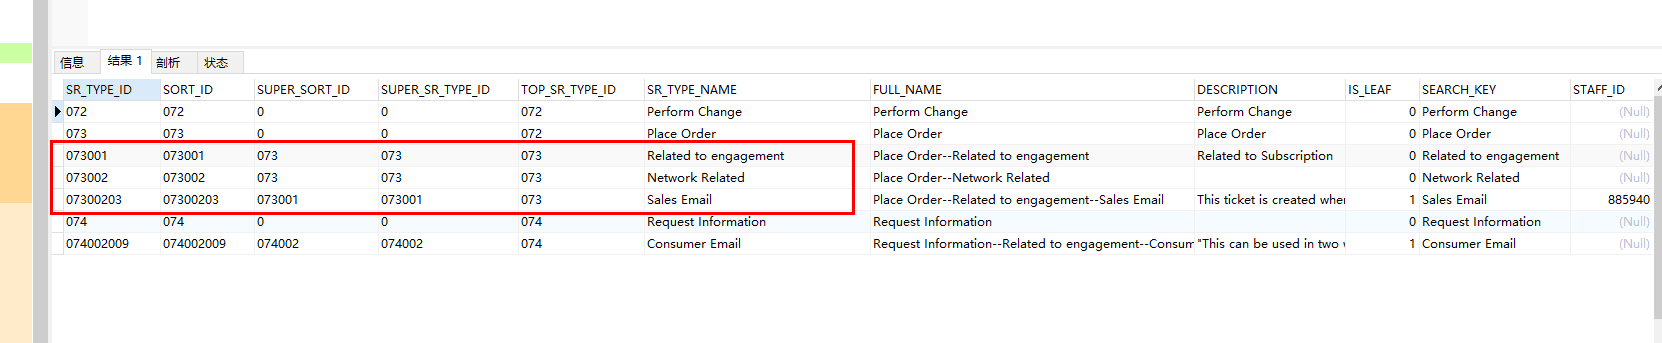 信息 结果 1 剖析 状态
SR_TYPE_ID SORT_ID SUPER_SORT_ID SUPER_SR_TYPE_ID TOP_SR_TYPE_ID SR_TYPE_NAME FULL_NAME DESCRIPTION IS_LEAF SEARCH_KEY STAFF_ID
072 072 0 0 072 Perform Change Perform Change Perform Change 0 Perform Change (Null)
073 073 0 0 072 Place Order Place Order Place Order 0 Place Order (Null)
073001 073001 073 073 073 Related to engagement Place Order--Related to engagement Related to Subscription 0 Related to engagement (Null)
073002 073002 073 073 073 Network Related Place Order--Network Related 0 Network Related (Null)
07300203 07300203 073001 073001 073 Sales Email Place Order--Related to engagement--Sales Email This ticket is created wher 1 Sales Email 885940
074 074 0 0 074 Request Information Request Information 0 Request Information (Null)
074002009 074002009 074002 074002 074 Consumer Email Request Information--Related to engagement--Consum "This can be used in two 1 Consumer Email (Null)